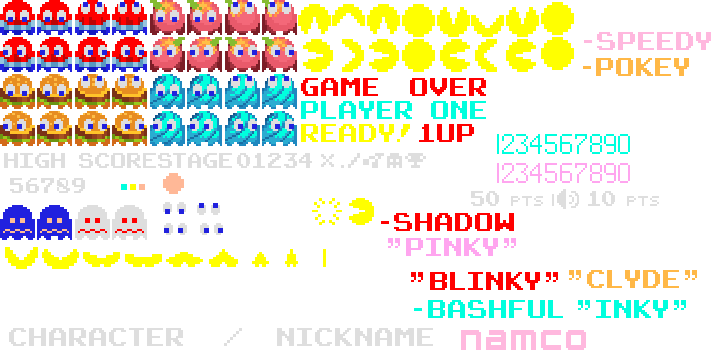 -SPEEDY
-POKEY
GAME OVER
PLAYER ONE
READY! 1UP
1234567890
HIGH SCORESTAGE01234 x./
1234567890
56789
50 PTS 10 PTS
-SHADOW
"PINKY"
"BLINKY" "CLYDE"
-BASHFUL "INKY"
CHARACTER / NICKNAME namco